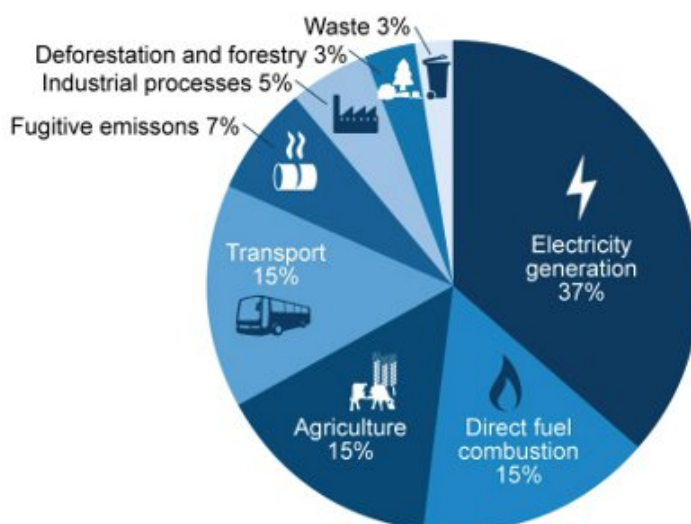 Waste 3%
Deforestation and forestry 3%
Industrial processes 5%
Fugitive emissons 7%
Transport
15%
Electricity
generation
37%
Agriculture
15%
Direct fuel
combustion
15%